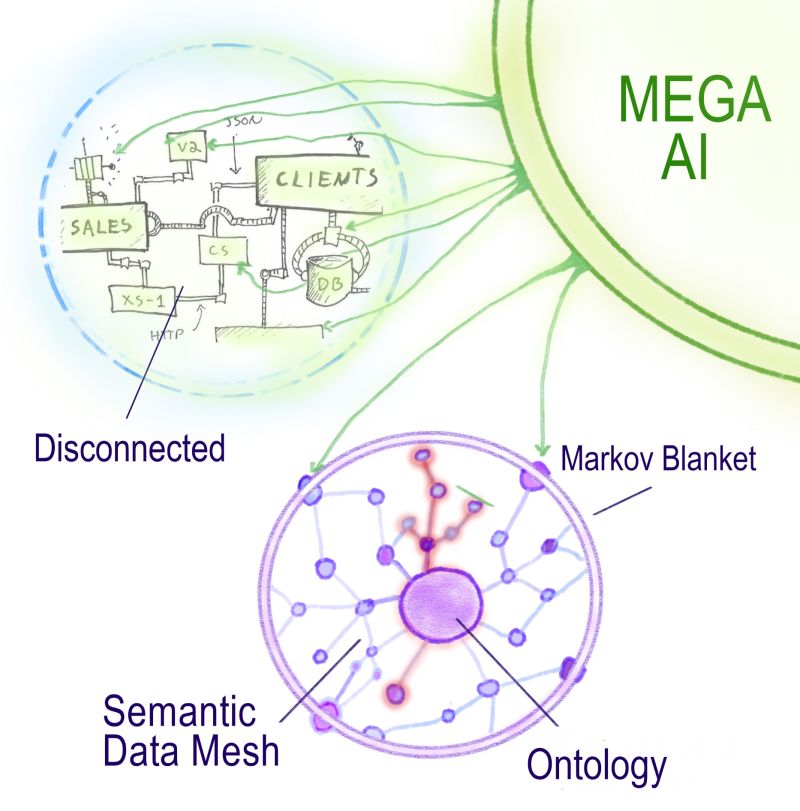 MEGA
AI
JSON
V2
CLIENTS
SALES
CS
DB
XS-1
HTTP
Disconnected
Markov Blanket
Semantic
Data Mesh
Ontology